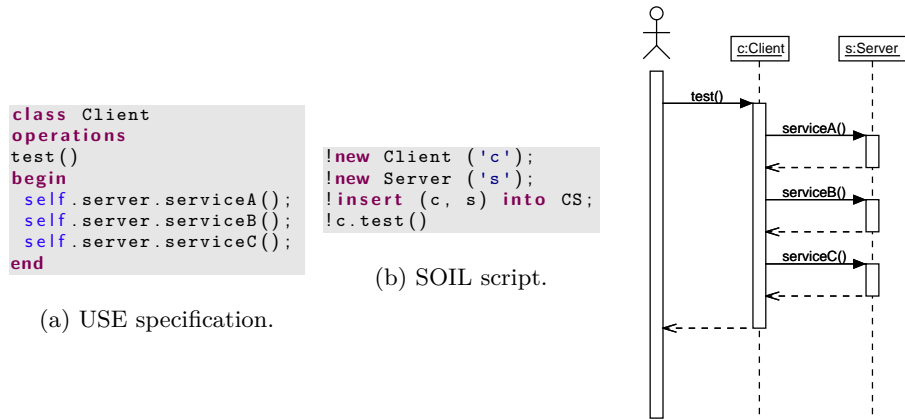 class Client
operations
test()
begin
 self.server.serviceA();
 self.server.serviceB();
 self.server.serviceC();
end
(a) USE specification.
!new Client ('c');
!new Server ('s');
!insert (c, s) into CS;
!c.test()
(b) SOIL script.
c:Client
s:Server
test()
serviceA()
serviceB()
serviceC()